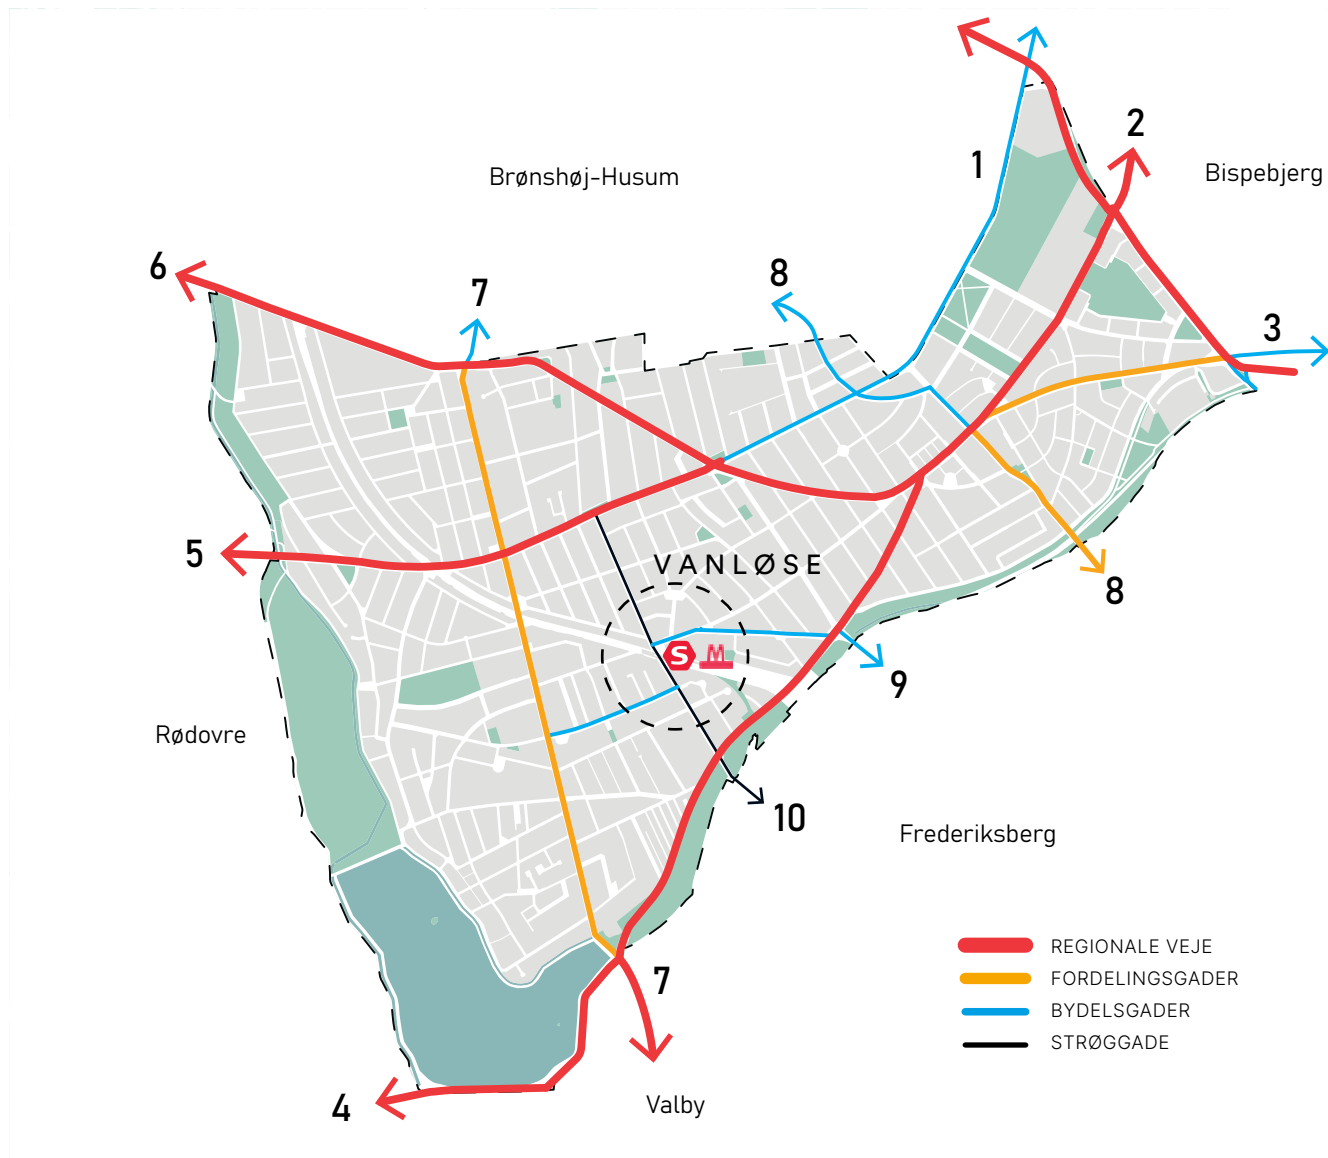 2
1
Brønshøj-Husum
Bispebjerg
6
8
7
3
5
VANLØSE
8
S
M
9
Rødovre
10
Frederiksberg
7
REGIONALE VEJE
FORDELINGSGADER
BYDELSGADER
STRØGGADE
4
Valby